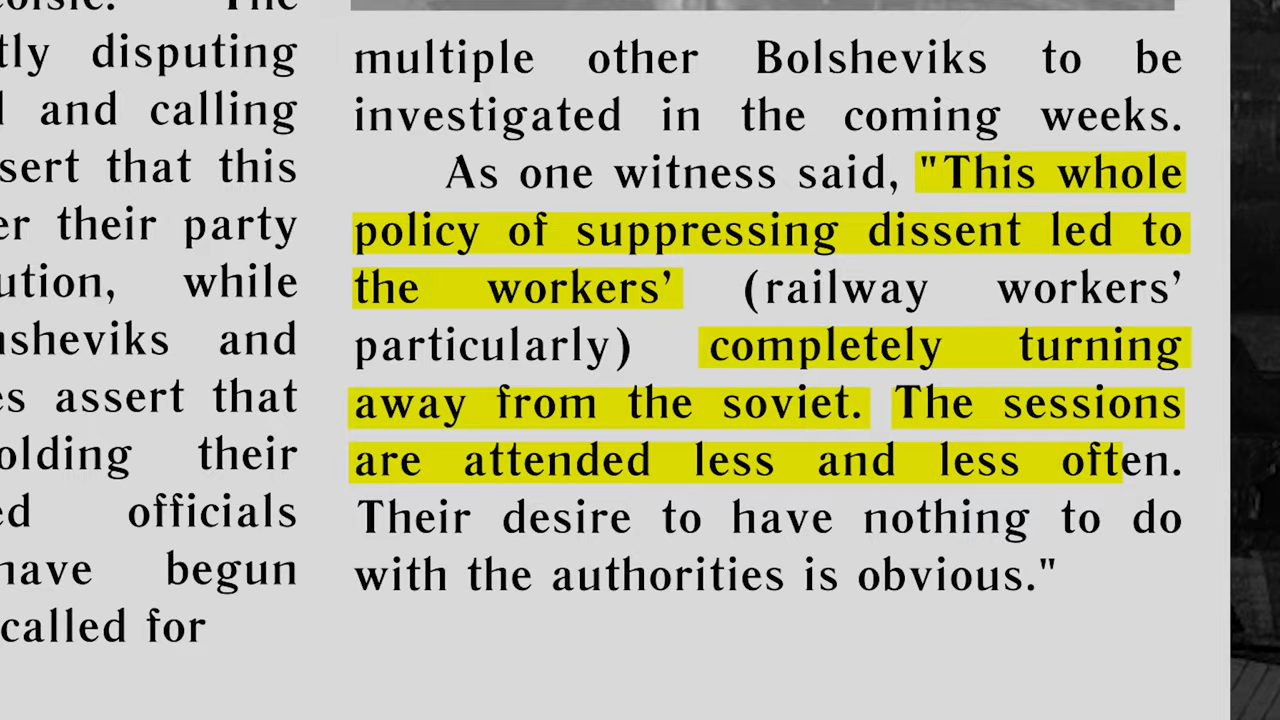 tly disputing
and calling
sert that this
er their party
ution, while
nsheviks and
es assert that
olding their
ed officials
have begun
called for
multiple other Bolsheviks to be
investigated in the coming weeks.
As one witness said, "This whole
policy of suppressing dissent led to
the workers’ (railway workers’
particularly) completely turning
away from the soviet. The sessions
are attended less and less often.
Their desire to have nothing to do
with the authorities is obvious."